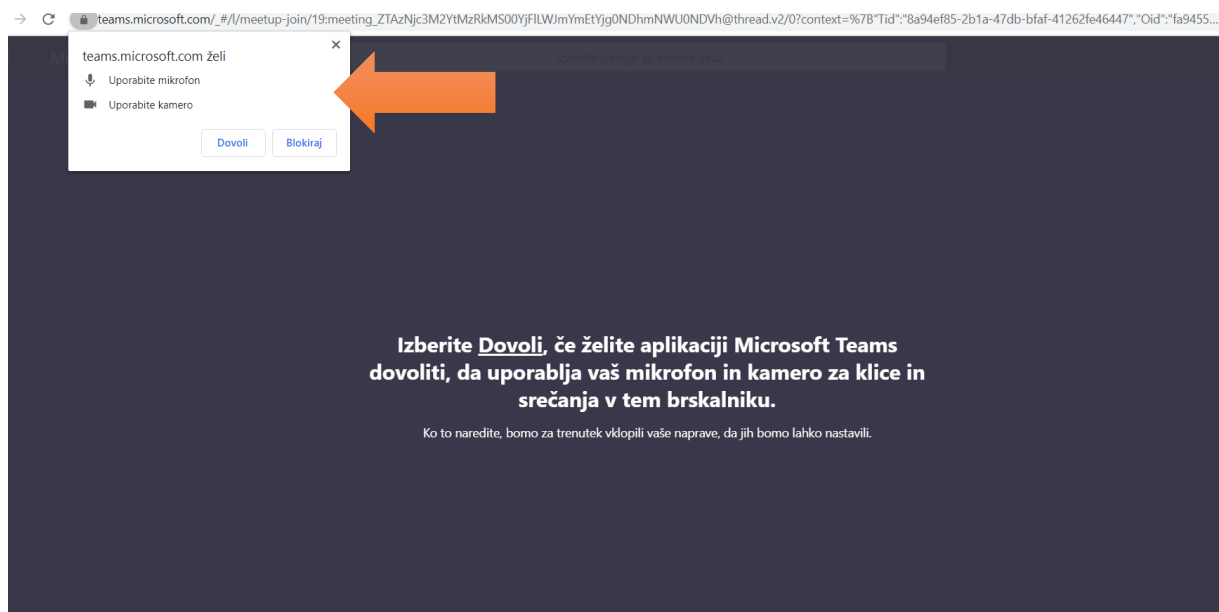 teams.microsoft.com/_#/l/meetup-join/19:meeting_ZTAzNjc3M2YtMzRkMS00YjFlLWJmYmEtYjg0NDhmNWU0NDVh@thread.v2/0?context=%7B"Tid":"8a94ef85-2b1a-47db-bfaf-41262fe46447","Oid":"fa9455...
teams.microsoft.com želi
Uporabite mikrofon
Uporabite kamero
Dovoli
Blokiraj
Izberite Dovoli, če želite aplikaciji Microsoft Teams
dovoliti, da uporablja vaš mikrofon in kamero za klice in
srečanja v tem brskalniku.
Ko to naredite, bomo za trenutek vklopili vaše naprave, da jih bomo lahko nastavili.